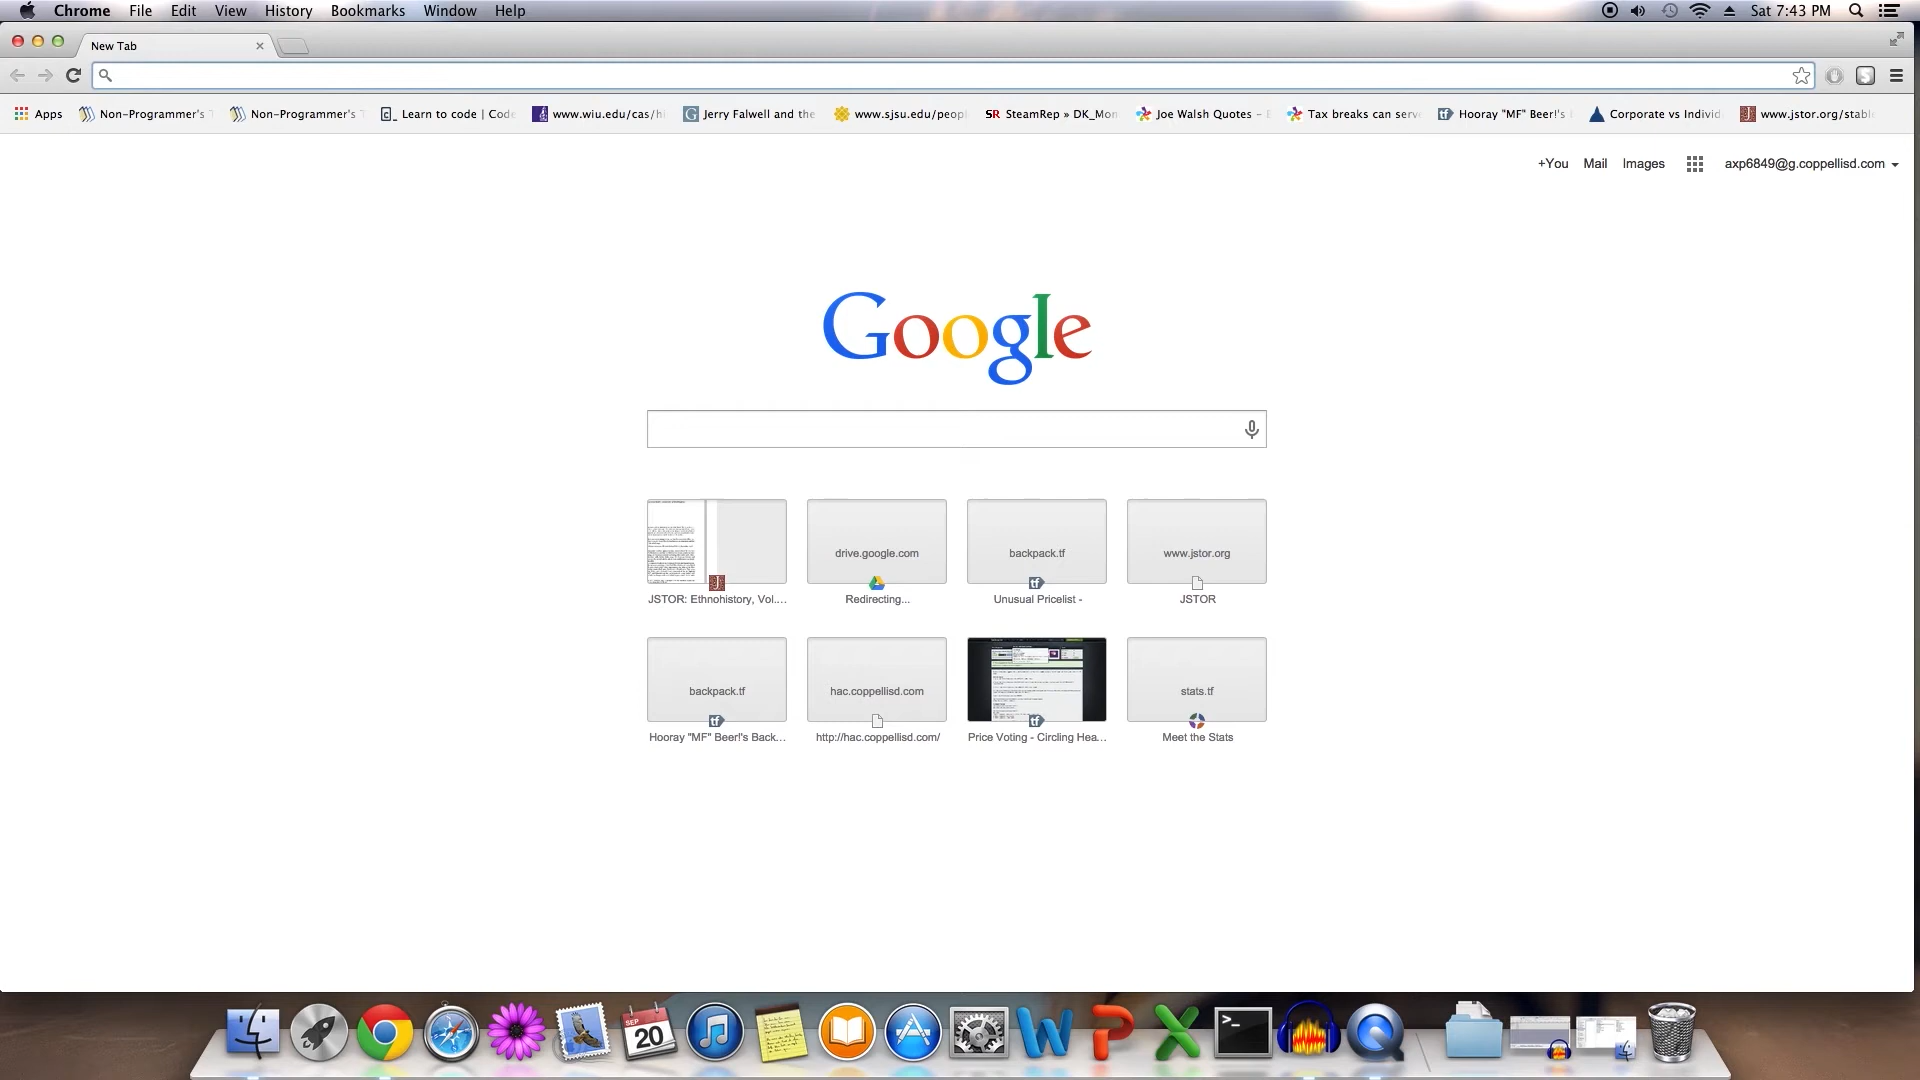 Chrome File Edit View History Bookmarks Window Help Sat 7:43 PM
New Tab
Apps Non-Programmer's Non-Programmer's Learn to code | Code www.wiu.edu/cas/h Jerry Falwell and the www.sjsu.edu/peopl SteamRep » DK_Mon Joe Walsh Quotes - Tax breaks can serve Hooray "MF" Beer!'s Corporate vs Individ www.jstor.org/stabl
+You Mail Images axp6849@g.coppellisd.com
Google
drive.google.com backpack.tf www.jstor.org
JSTOR: Ethnohistory, Vol.... Redirecting... Unusual Pricelist - JSTOR
backpack.tf hac.coppellisd.com stats.tf
Hooray "MF" Beer!'s Back... http://hac.coppellisd.com/ Price Voting - Circling Hea... Meet the Stats
SEP
20